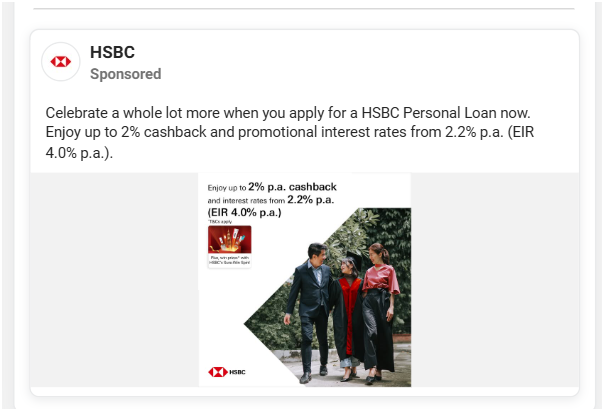 HSBC
Sponsored
Celebrate a whole lot more when you apply for a HSBC Personal Loan now.
Enjoy up to 2% cashback and promotional interest rates from 2.2% p.a. (EIR
4.0% p.a.).
Enjoy up to 2% p.a. cashback
and interest rates from 2.2% p.a.
(EIR 4.0% p.a.)
*T&Cs apply
Plus, win prizes* with
HSBC's Sure-Win Spin!
HSBC